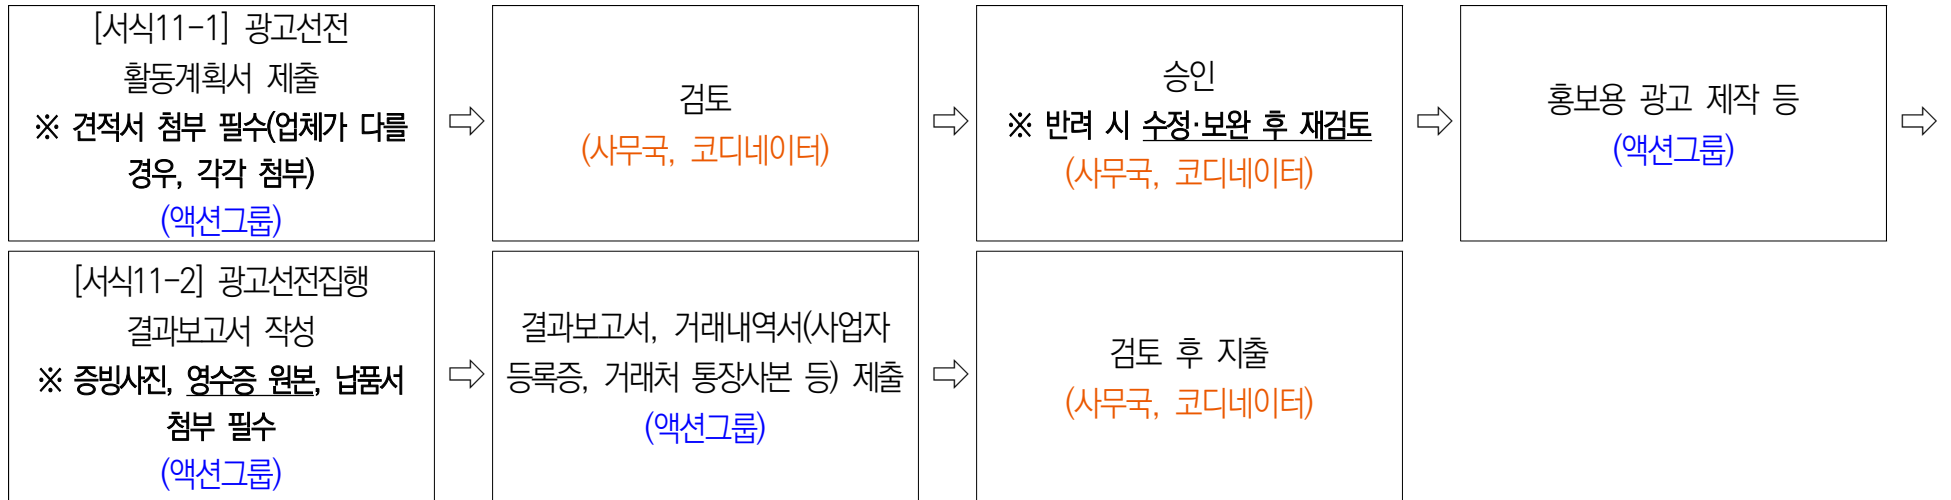 [서식11-1] 광고선전
활동계획서 제출
※ 견적서 첨부 필수(업체가 다를
경우, 각각 첨부)
(액션그룹)
⇨
검토
(사무국, 코디네이터)
⇨
승인
※ 반려 시 수정·보완 후 재검토
(사무국, 코디네이터)
⇨
홍보용 광고 제작 등
(액션그룹)
⇨
[서식11-2] 광고선전집행
결과보고서 작성
※ 증빙사진, 영수증 원본, 납품서
첨부 필수
(액션그룹)
⇨
결과보고서, 거래내역서(사업자
등록증, 거래처 통장사본 등) 제출
(액션그룹)
⇨
검토 후 지출
(사무국, 코디네이터)